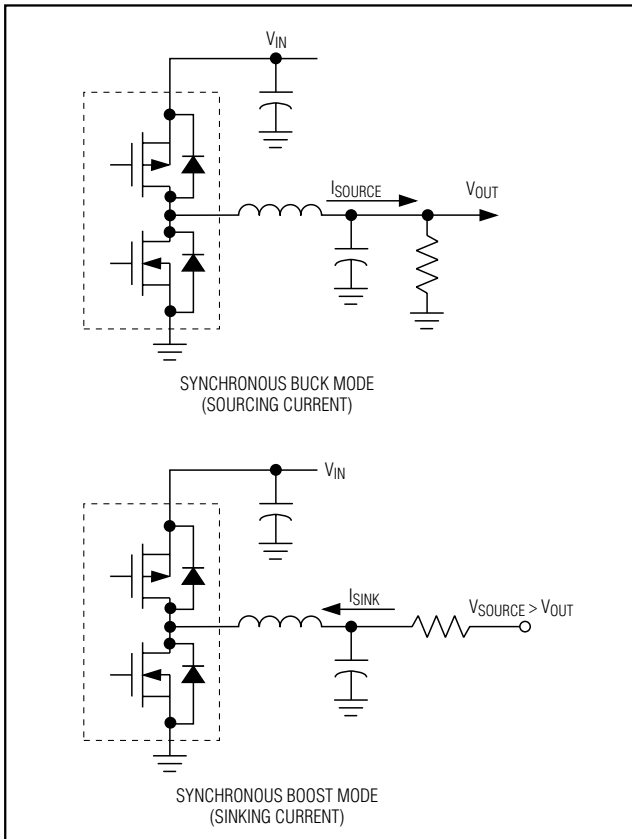 VIN
ISOURCE
VOUT
SYNCHRONOUS BUCK MODE
(SOURCING CURRENT)
VIN
ISINK
VSOURCE > VOUT
SYNCHRONOUS BOOST MODE
(SINKING CURRENT)